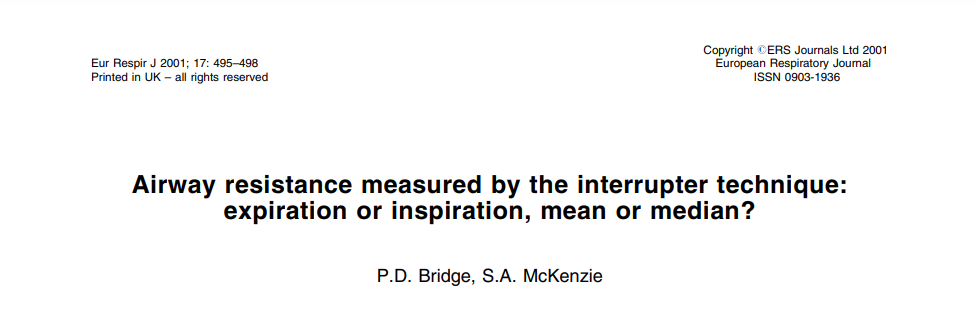 Eur Respir J 2001; 17: 495–498
Printed in UK – all rights reserved
Copyright ©ERS Journals Ltd 2001
European Respiratory Journal
ISSN 0903-1936
Airway resistance measured by the interrupter technique:
expiration or inspiration, mean or median?
P.D. Bridge, S.A. McKenzie